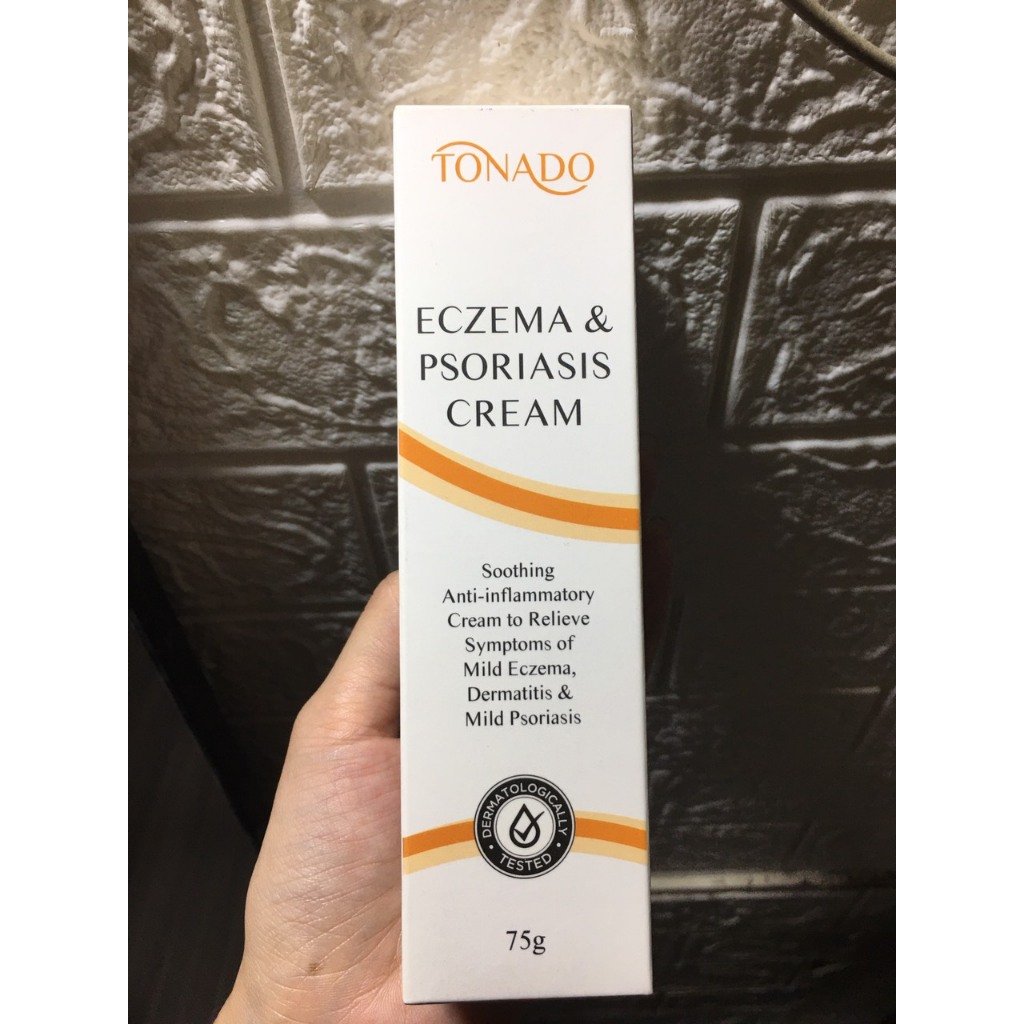 TONADO
ECZEMA &
PSORIASIS
CREAM
Soothing
Anti-inflammatory
Cream to Relieve
Symptoms of
Mild Eczema,
Dermatitis &
Mild Psoriasis
DERMATOLOGICALLY
TESTED
75g